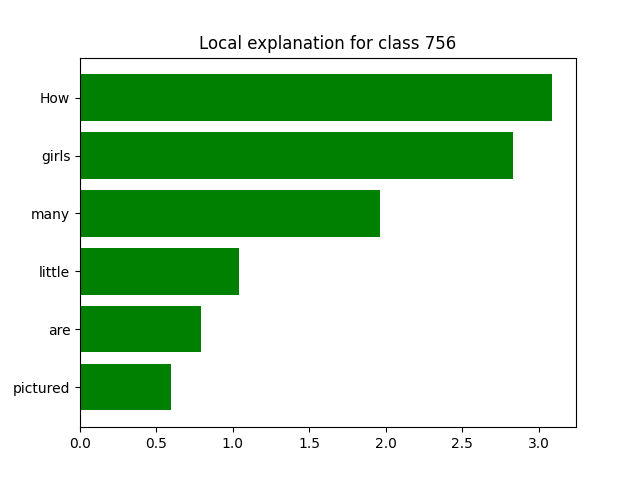 Local explanation for class 756
How
girls
many
little
are
pictured
0.0 0.5 1.0 1.5 2.0 2.5 3.0